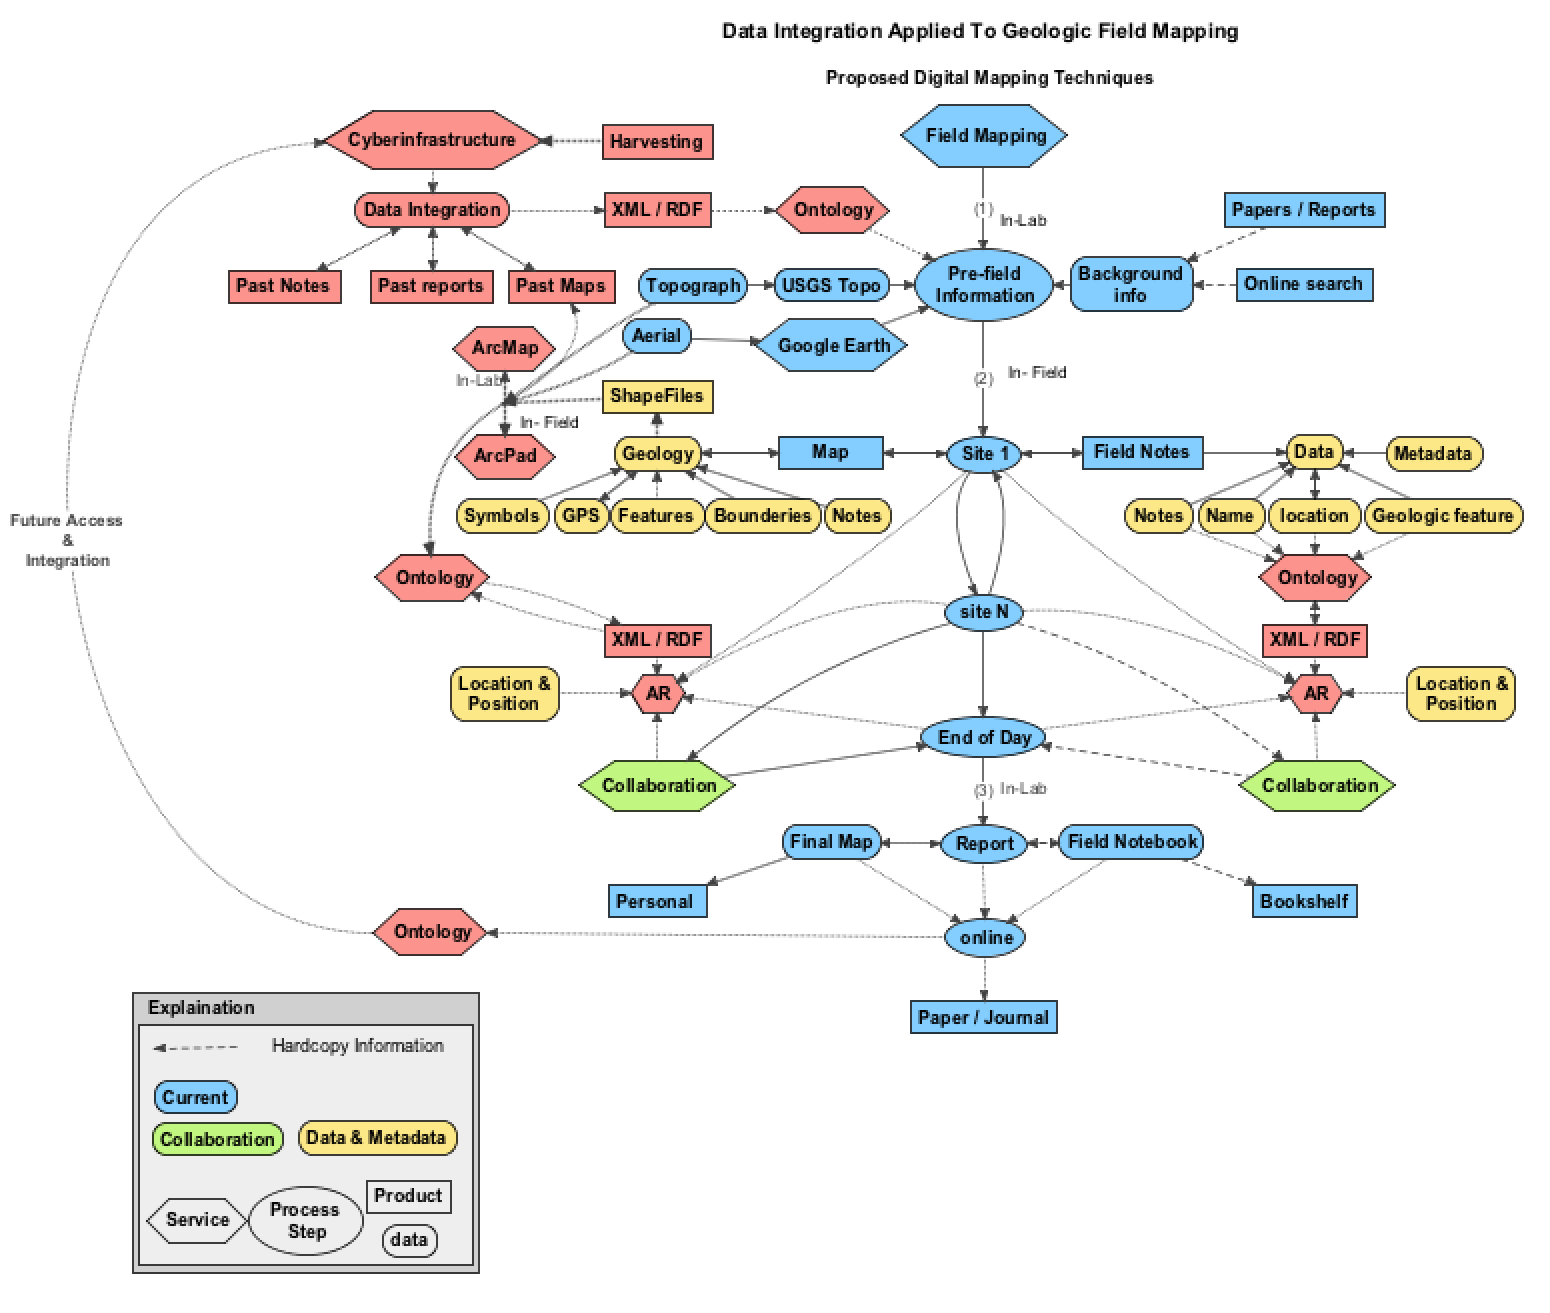 Data Integration Applied To Geologic Field Mapping
Proposed Digital Mapping Techniques
Cyberinfrastructure
Harvesting
Field Mapping
Data Integration
XML / RDF
Ontology
(1)
In-Lab
Papers / Reports
Past Notes
Past reports
Past Maps
Topograph
USGS Topo
Pre-field
Information
Background
info
Online search
ArcMap
Aerial
Google Earth
In-Lab
(2)
In- Field
ShapeFiles
In- Field
ArcPad
Geology
Map
Site 1
Field Notes
Data
Metadata
Symbols
GPS
Features
Bounderies
Notes
Notes
Name
location
Geologic feature
Future Access
&
Integration
Ontology
Ontology
site N
XML / RDF
XML / RDF
Location &
Position
AR
AR
Location &
Position
End of Day
Collaboration
Collaboration
(3)
In-Lab
Final Map
Report
Field Notebook
Personal
Bookshelf
Ontology
online
Paper / Journal
Explaination
Hardcopy Information
Current
Collaboration
Data & Metadata
Service
Process
Step
Product
data